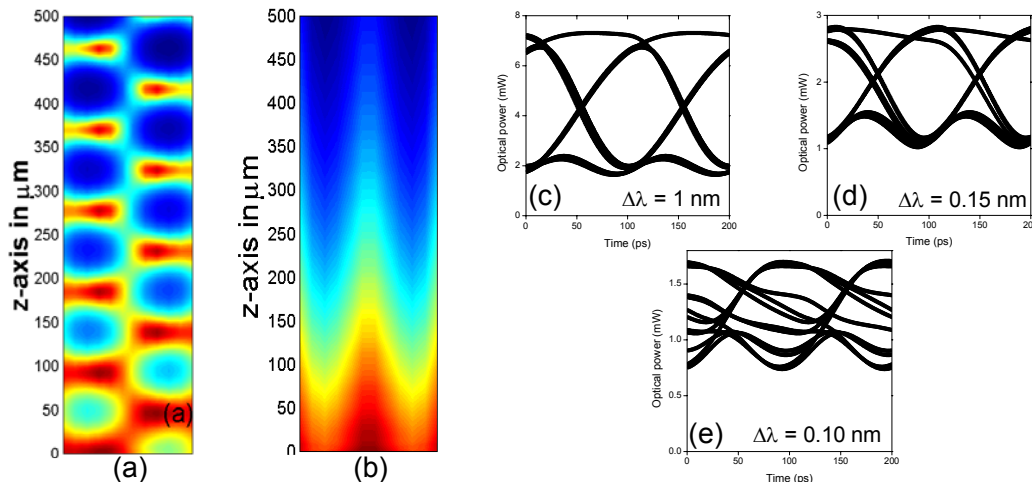 500
450
400
350
300
250
200
150
100
50
0
z-axis in μm
(a)
(a)
500
450
400
350
300
250
200
150
100
50
0
z-axis in μm
(b)
8
6
4
2
0
Optical power (mW)
(c)
Δλ = 1 nm
0 50 100 150 200
Time (ps)
3
2
1
0
Optical power (mW)
(d)
Δλ = 0.15 nm
0 50 100 150 200
Time (ps)
1.5
1.0
0.5
0.0
Optical power (mW)
(e)
Δλ = 0.10 nm
0 50 100 150 200
Time (ps)